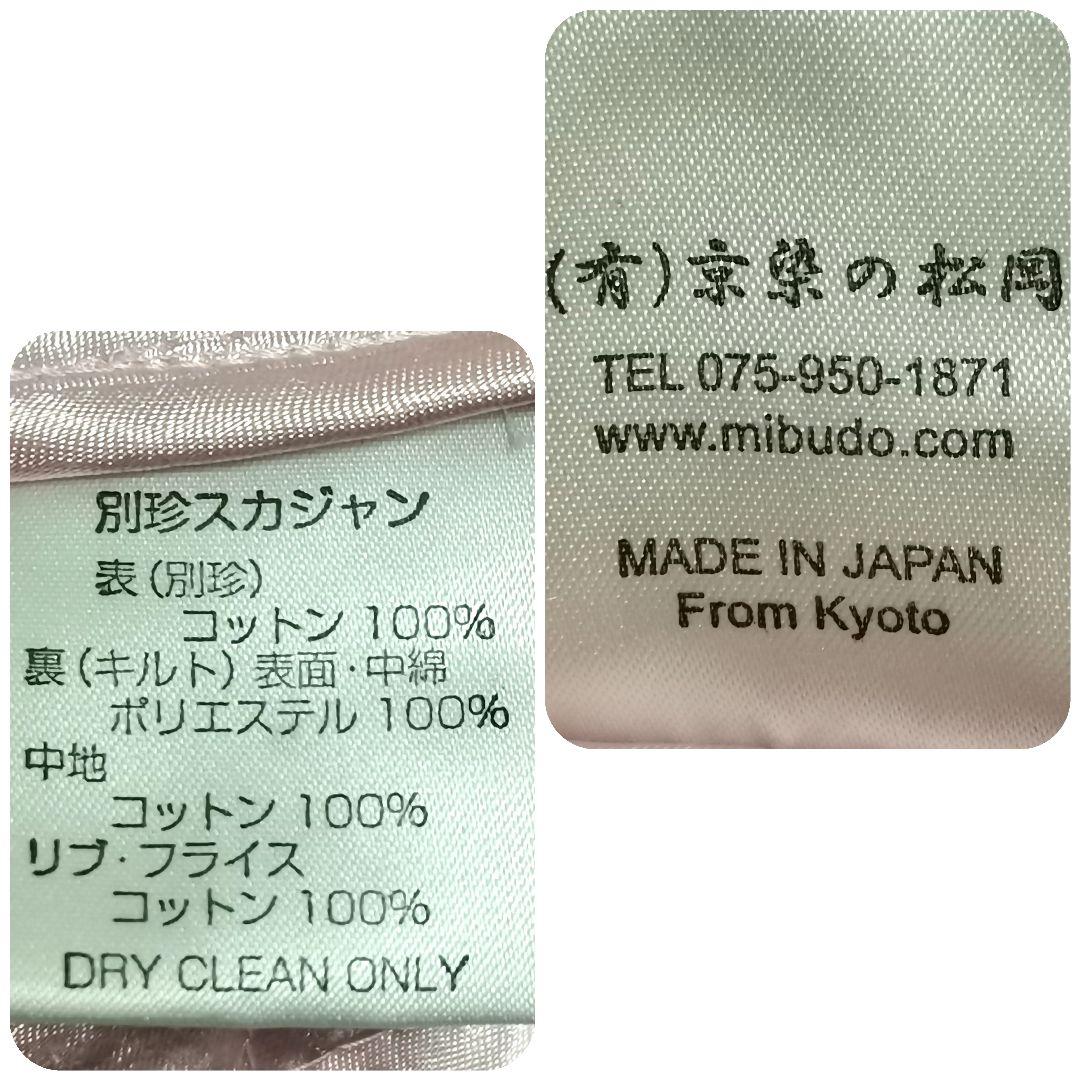 別珍スカジャン
表(別珍)
コットン 100%
裏(キルト) 表面・中綿
ポリエステル 100%
中地
コットン 100%
リブ・フライス
コットン 100%
DRY CLEAN ONLY
(有)京染の松岡
TEL 075-950-1871
www.mibudo.com
MADE IN JAPAN
From Kyoto